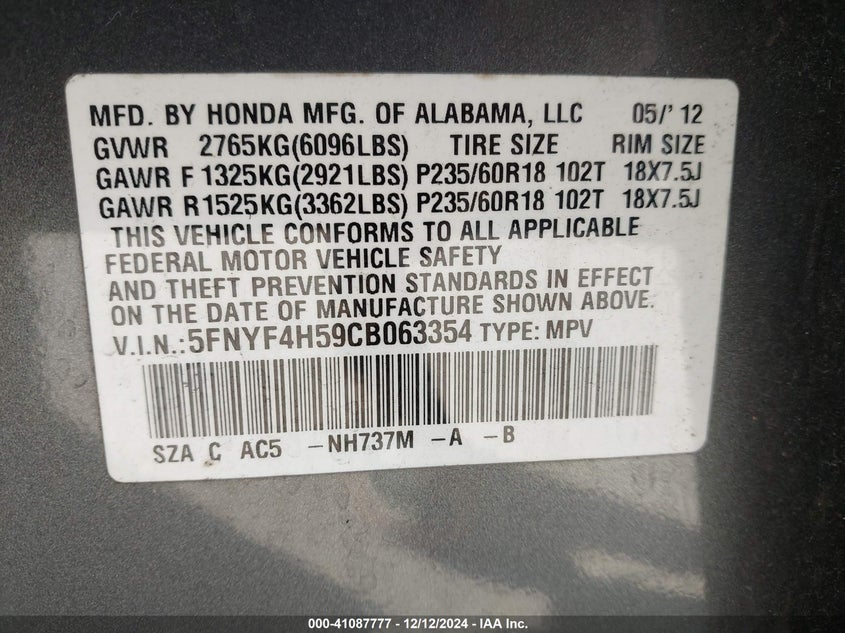 MFD. BY HONDA MFG. OF ALABAMA, LLC 05/' 12
GVWR 2765KG(6096LBS) TIRE SIZE RIM SIZE
GAWR F 1325KG(2921LBS) P235/60R18 102T 18X7.5J
GAWR R1525KG(3362LBS) P235/60R18 102T 18X7.5J
THIS VEHICLE CONFORMS TO ALL APPLICABLE
FEDERAL MOTOR VEHICLE SAFETY
AND THEFT PREVENTION STANDARDS IN EFFECT
ON THE DATE OF MANUFACTURE SHOWN ABOVE.
V.I.N.:5FNYF4H59CB063354 TYPE: MPV
SZA C AC5 -NH737M -A -B
000-41087777 - 12/12/2024 - IAA Inc.